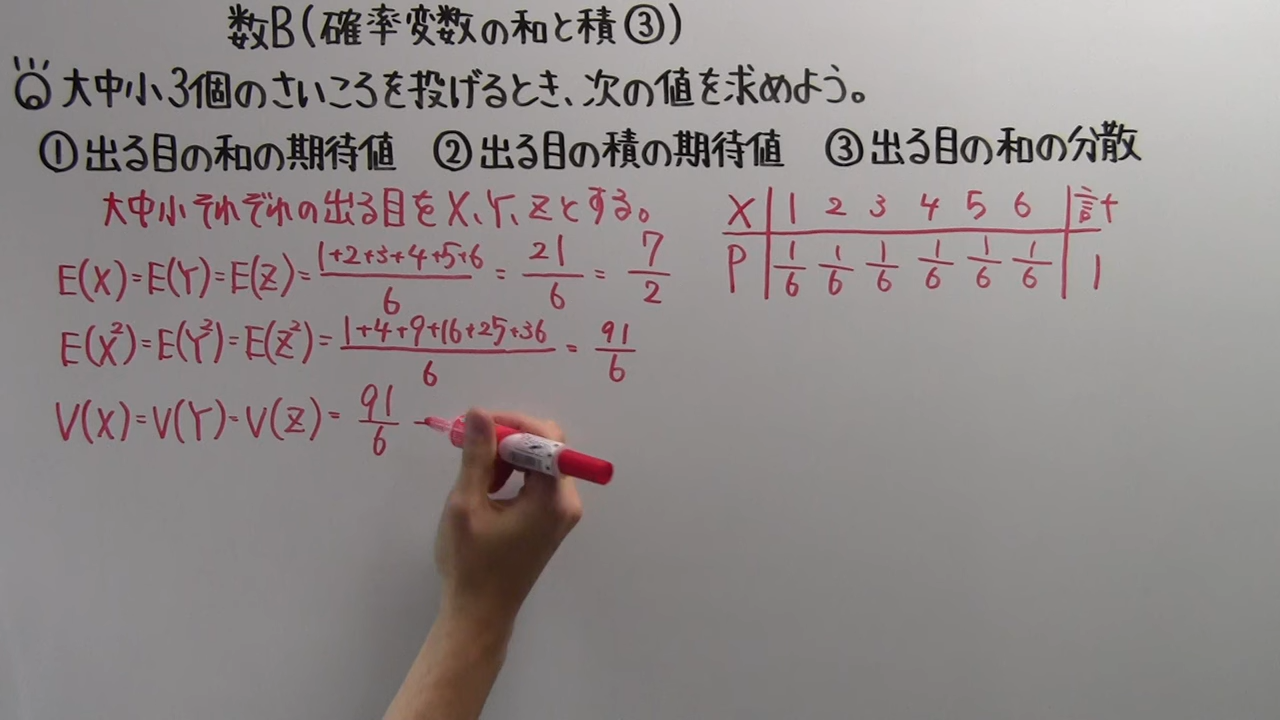 数B(確率変数の和と積③)
大中小3個のさいころを投げるとき、次の値を求めよう。
①出る目の和の期待値 ②出る目の積の期待値 ③出る目の和の分散
大中小それぞれの出る目をX、Y、Zとする。
E(X)=E(Y)=E(Z)=(1+2+3+4+5+6)/6=21/6=7/2
E(X²)=E(Y²)=E(Z²)=(1+4+9+16+25+36)/6=91/6
V(X)=V(Y)=V(Z)=91/6-
X 1 2 3 4 5 6 計
P 1/6 1/6 1/6 1/6 1/6 1/6 1